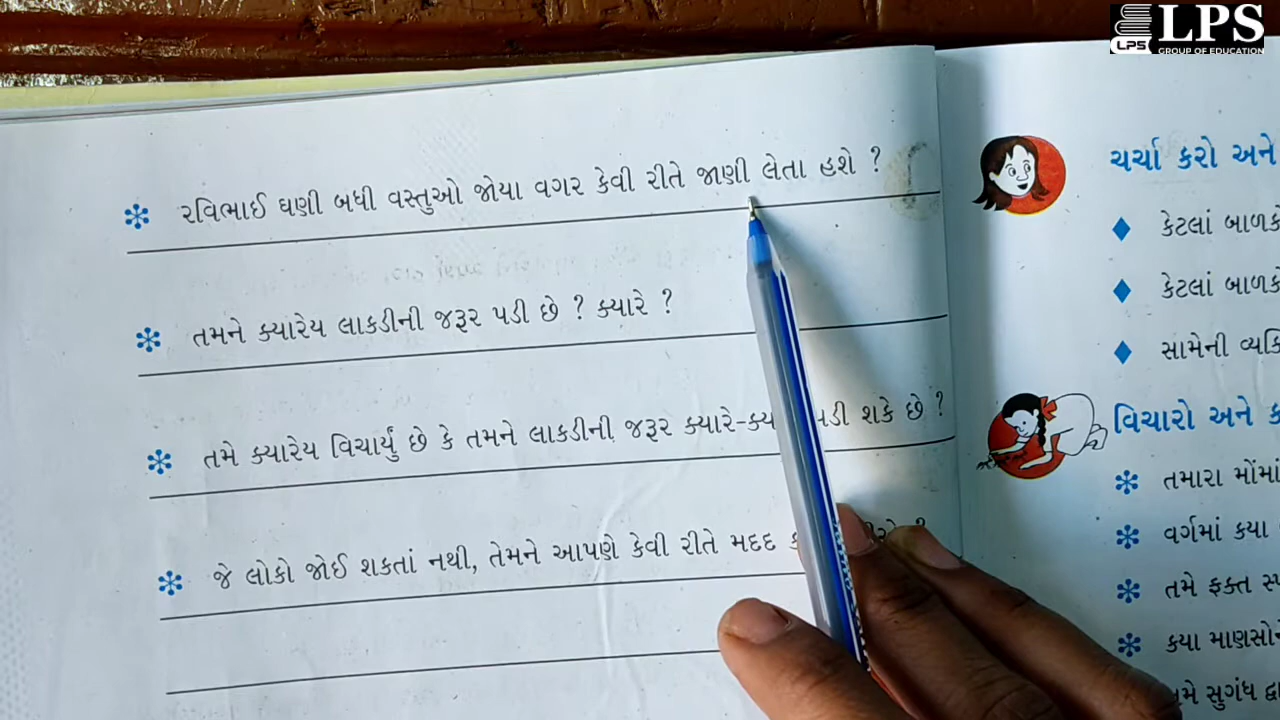 LPS
LPS
GROUP OF EDUCATION
રવિભાઈ ઘણી બધી વસ્તુઓ જોયા વગર કેવી રીતે જાણી લેતા હશે ?
તમને ક્યારેય લાકડીની જરૂર પડી છે ? ક્યારે ?
તમે ક્યારેય વિચાર્યું છે કે તમને લાકડીની જરૂર ક્યારે-ક્યા પડી શકે છે ?
જે લોકો જોઈ શકતાં નથી, તેમને આપણે કેવી રીતે મદદ
ચર્ચા કરો અને
કેટલાં બાળકો
કેટલાં બાળકો
સામેની
વિચારો અને
તમારા મોંમાં
વર્ગમાં કયા
તમે ફક્ત
કયા માણસોને
સુગંધ